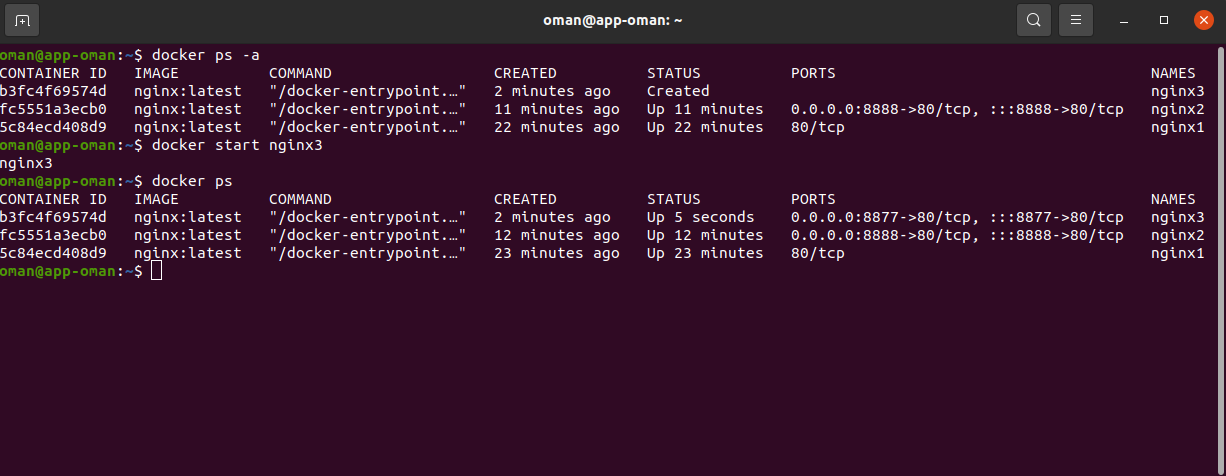 oman@app-oman: ~
oman@app-oman:~$ docker ps -a
CONTAINER ID   IMAGE          COMMAND                  CREATED          STATUS          PORTS                                   NAMES
b3fc4f69574d   nginx:latest   "/docker-entrypoint.…"   2 minutes ago    Created                                                 nginx3
fc5551a3ecb0   nginx:latest   "/docker-entrypoint.…"   11 minutes ago   Up 11 minutes   0.0.0.0:8888->80/tcp, :::8888->80/tcp   nginx2
5c84ecd408d9   nginx:latest   "/docker-entrypoint.…"   22 minutes ago   Up 22 minutes   80/tcp                                  nginx1
oman@app-oman:~$ docker start nginx3
nginx3
oman@app-oman:~$ docker ps
CONTAINER ID   IMAGE          COMMAND                  CREATED          STATUS          PORTS                                   NAMES
b3fc4f69574d   nginx:latest   "/docker-entrypoint.…"   2 minutes ago    Up 5 seconds    0.0.0.0:8877->80/tcp, :::8877->80/tcp   nginx3
fc5551a3ecb0   nginx:latest   "/docker-entrypoint.…"   12 minutes ago   Up 12 minutes   0.0.0.0:8888->80/tcp, :::8888->80/tcp   nginx2
5c84ecd408d9   nginx:latest   "/docker-entrypoint.…"   23 minutes ago   Up 23 minutes   80/tcp                                  nginx1
oman@app-oman:~$